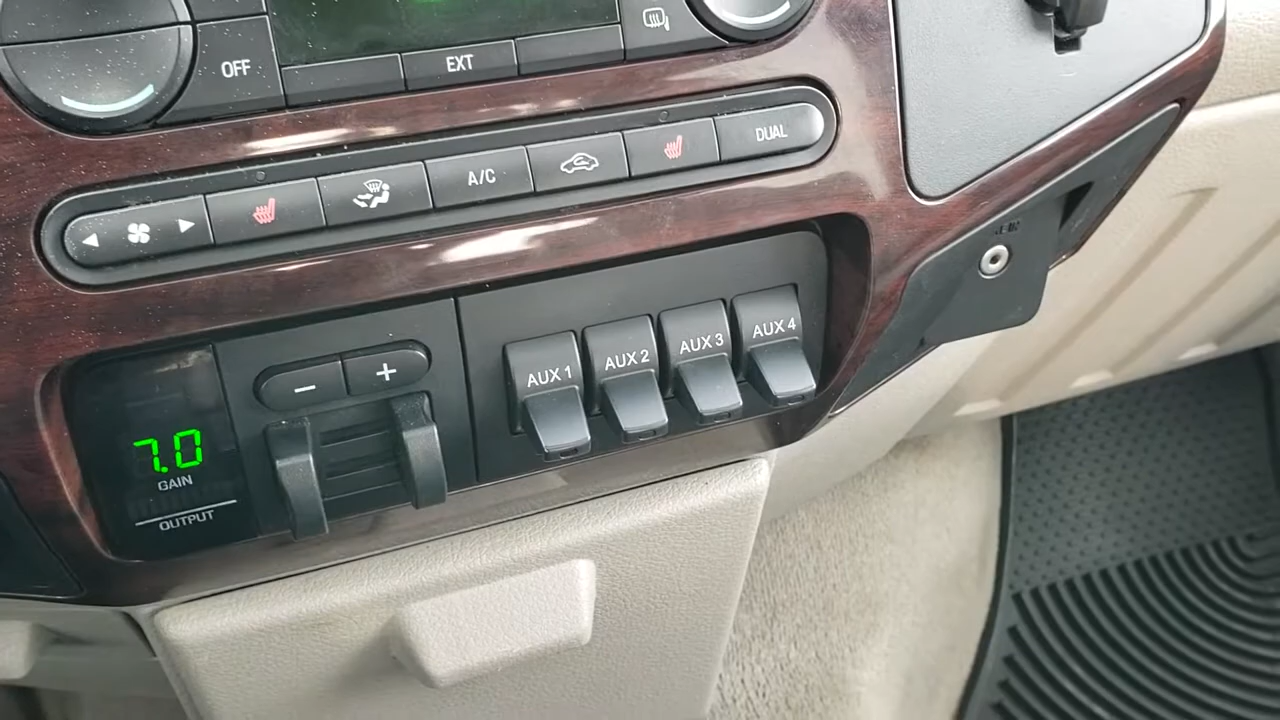 OFF
EXT
A/C
DUAL
AUX 1
AUX 2
AUX 3
AUX 4
− +
7.0
GAIN
OUTPUT